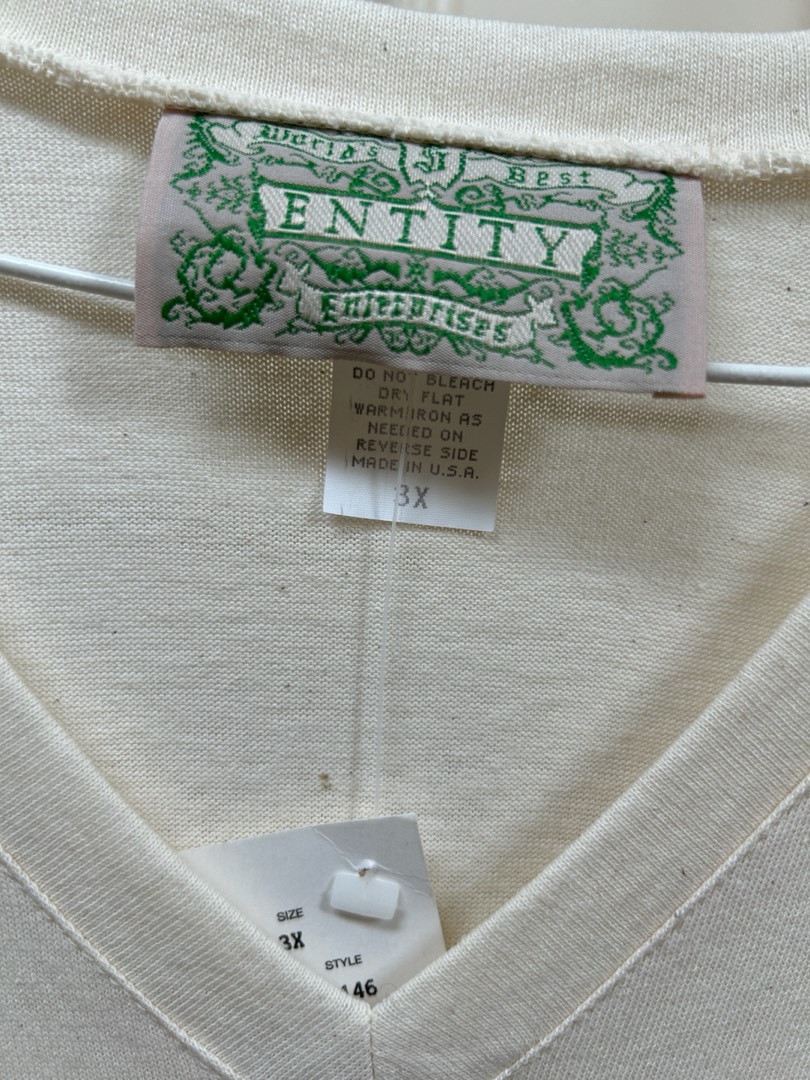 World's S Best
ENTITY
Enterprises
DO NOT BLEACH
DRY FLAT
WARM IRON AS
NEEDED ON
REVERSE SIDE
MADE IN U.S.A.
3X
SIZE
3X
STYLE
146